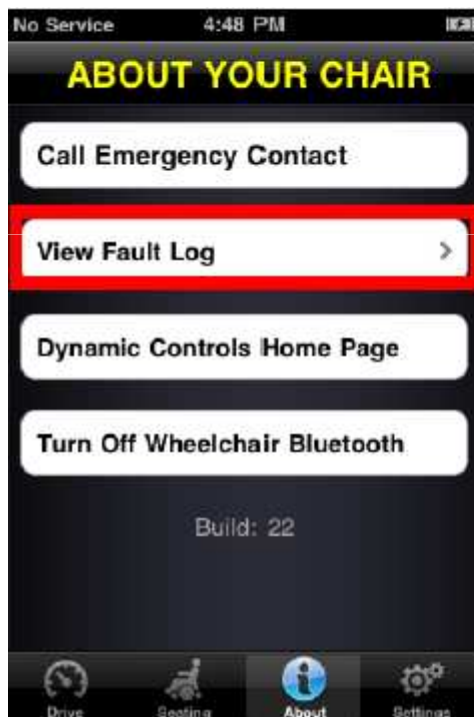 No Service 4:48 PM
ABOUT YOUR CHAIR
Call Emergency Contact
View Fault Log
Dynamic Controls Home Page
Turn Off Wheelchair Bluetooth
Build: 22
Drive Seating About Settings